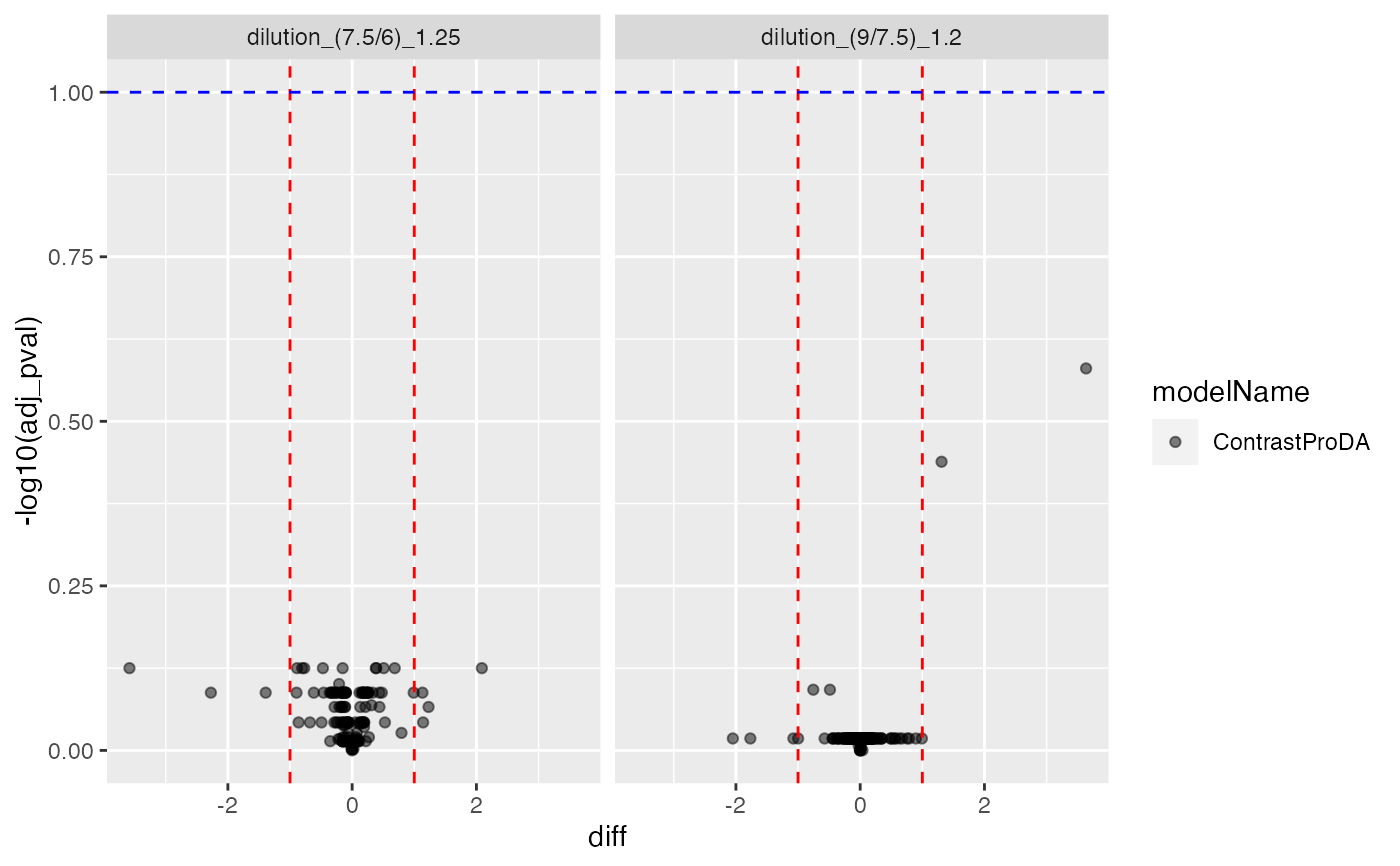 dilution_(7.5/6)_1.25
dilution_(9/7.5)_1.2
1.00
0.75
0.50
0.25
0.00
-log10(adj_pval)
-2
0
2
-2
0
2
diff
modelName
ContrastProDA